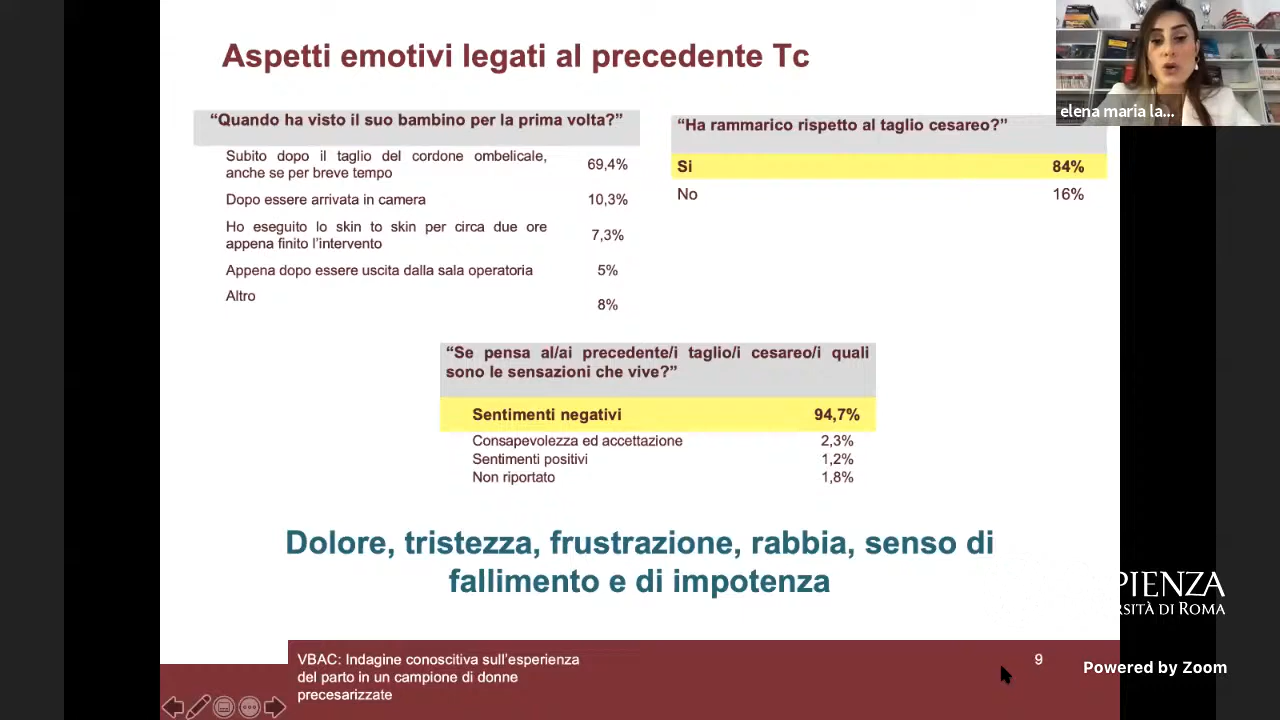 Aspetti emotivi legati al precedente Tc
elena maria la...
“Quando ha visto il suo bambino per la prima volta?”
Subito dopo il taglio del cordone ombelicale,
anche se per breve tempo
69,4%
Dopo essere arrivata in camera
10,3%
Ho eseguito lo skin to skin per circa due ore
appena finito l’intervento
7,3%
Appena dopo essere uscita dalla sala operatoria
5%
Altro
8%
“Ha rammarico rispetto al taglio cesareo?”
Si 84%
No 16%
“Se pensa al/ai precedente/i taglio/i cesareo/i quali
sono le sensazioni che vive?”
Sentimenti negativi 94,7%
Consapevolezza ed accettazione 2,3%
Sentimenti positivi 1,2%
Non riportato 1,8%
Dolore, tristezza, frustrazione, rabbia, senso di
fallimento e di impotenza
PIENZA
RSITÀ DI ROMA
VBAC: Indagine conoscitiva sull’esperienza
del parto in un campione di donne
precesarizzate
9
Powered by Zoom